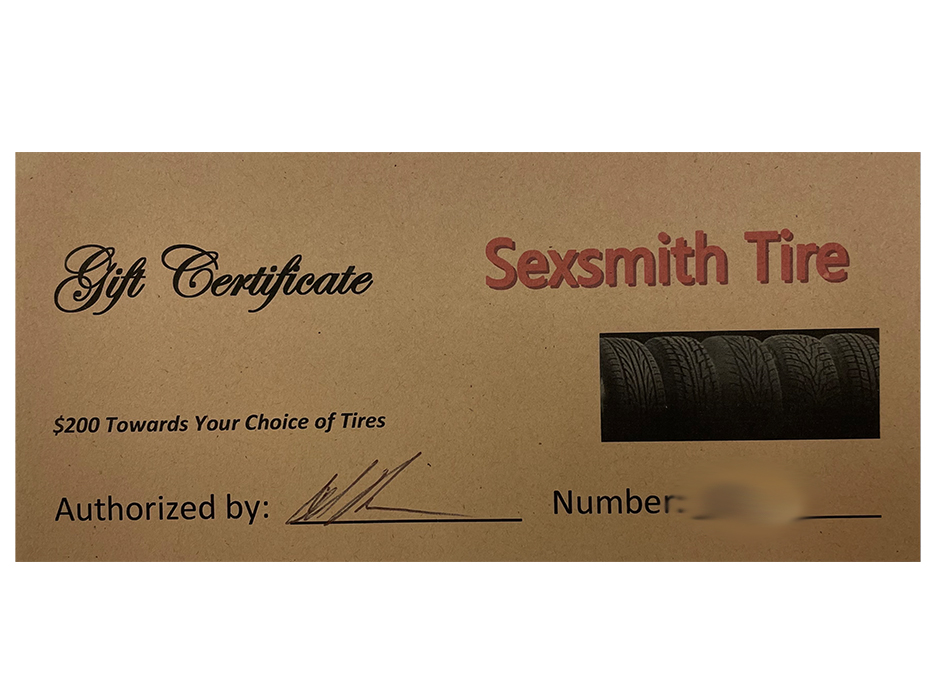 Gift Certificate
Sexsmith Tire
$200 Towards Your Choice of Tires
Authorized by:
Number: